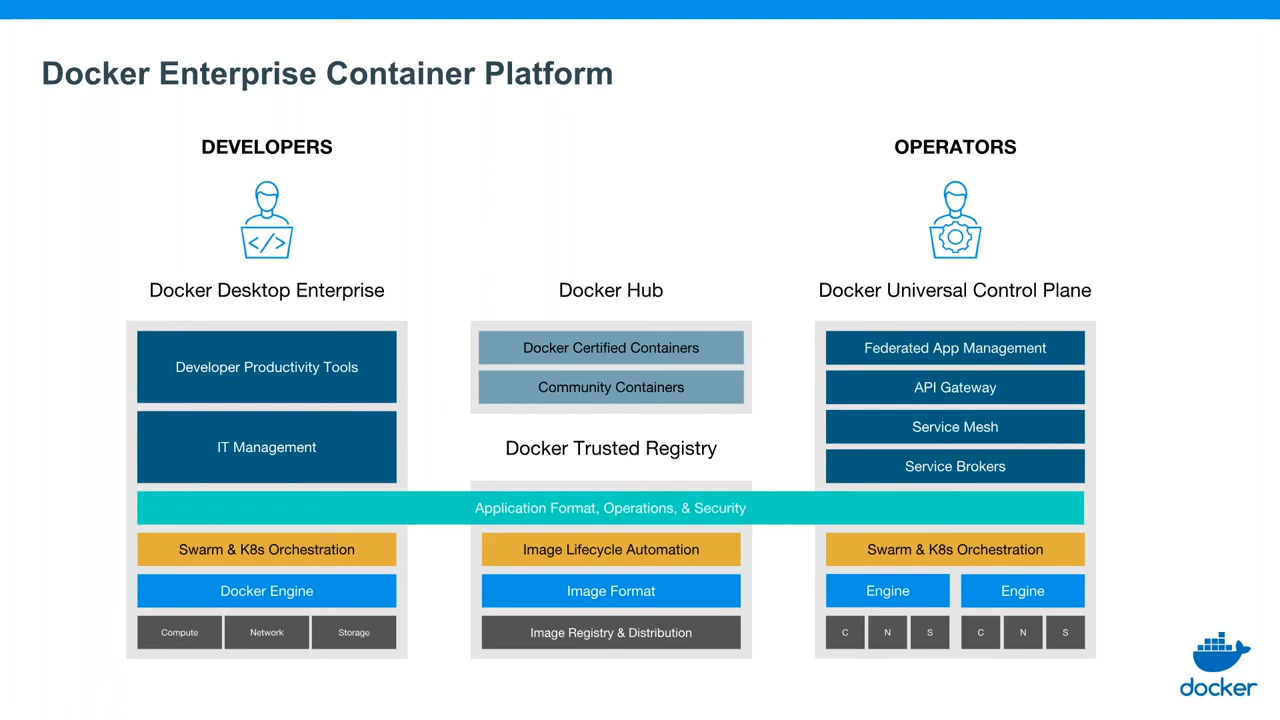 Docker Enterprise Container Platform
DEVELOPERS
OPERATORS
</>
Docker Desktop Enterprise
Docker Hub
Docker Universal Control Plane
Developer Productivity Tools
IT Management
Docker Certified Containers
Community Containers
Docker Trusted Registry
Federated App Management
API Gateway
Service Mesh
Service Brokers
Application Format, Operations, & Security
Swarm & K8s Orchestration
Docker Engine
Compute
Network
Storage
Image Lifecycle Automation
Image Format
Image Registry & Distribution
Swarm & K8s Orchestration
Engine
Engine
C
N
S
C
N
S
docker